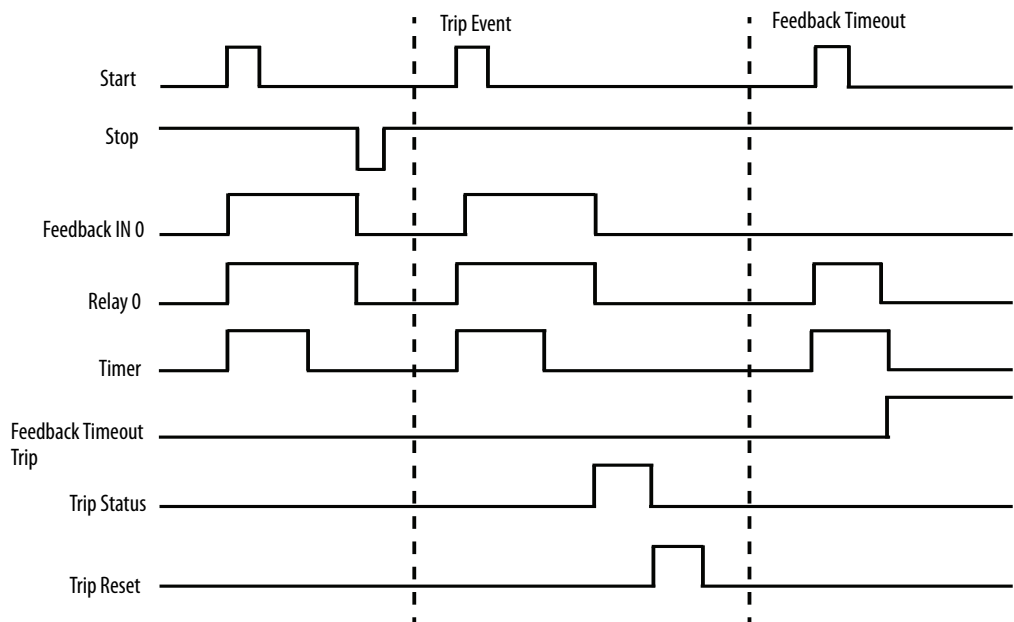 Trip Event
Feedback Timeout
Start
Stop
Feedback IN 0
Relay 0
Timer
Feedback Timeout
Trip
Trip Status
Trip Reset